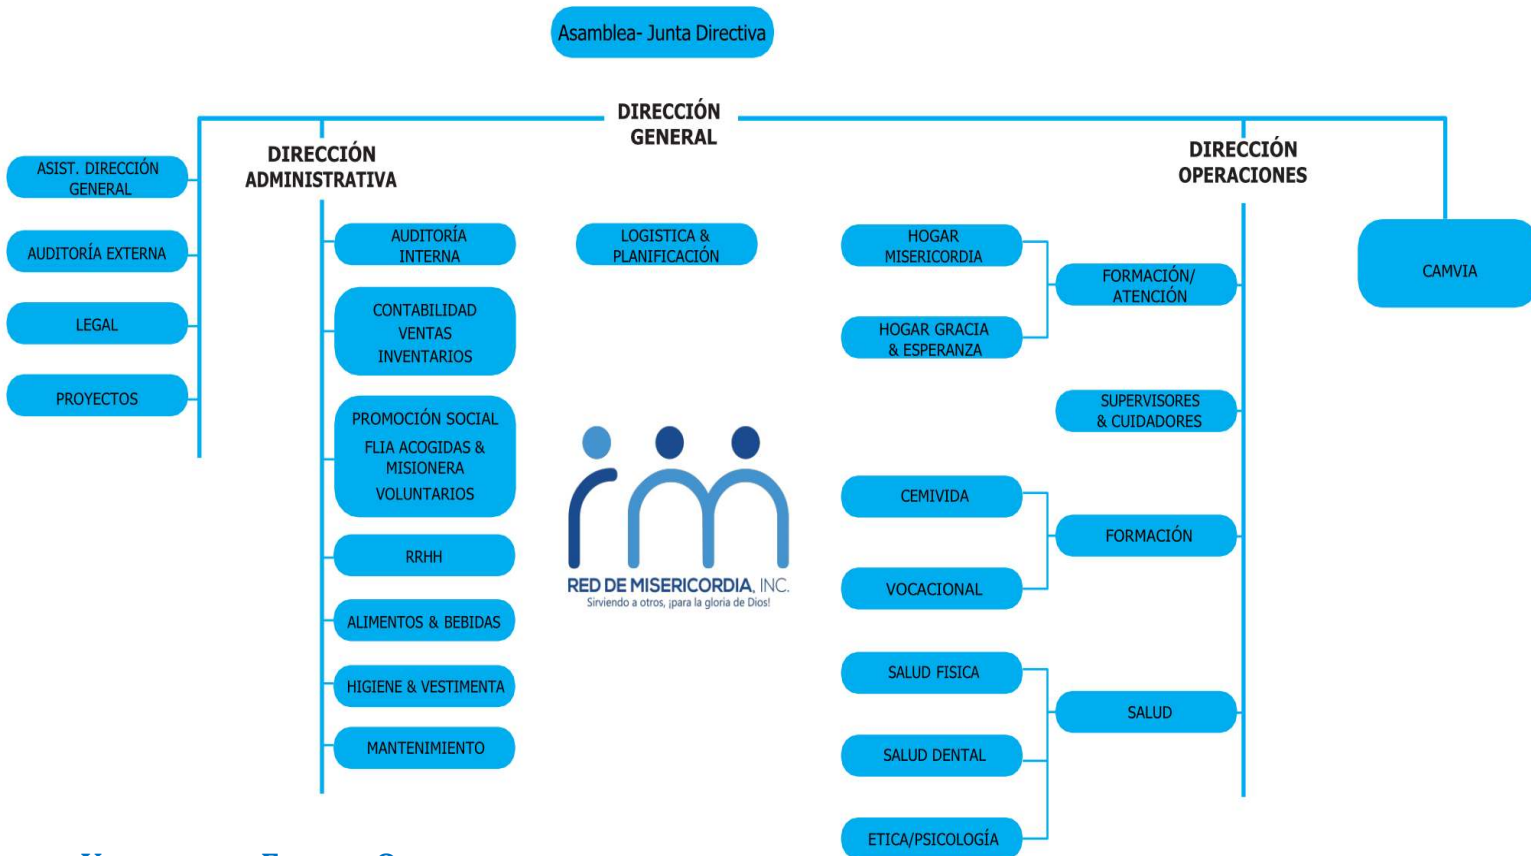 Asamblea- Junta Directiva
DIRECCIÓN
GENERAL
DIRECCIÓN
ADMINISTRATIVA
DIRECCIÓN
OPERACIONES
ASIST. DIRECCIÓN
GENERAL
AUDITORÍA EXTERNA
LEGAL
PROYECTOS
AUDITORÍA
INTERNA
CONTABILIDAD
VENTAS
INVENTARIOS
PROMOCIÓN SOCIAL
FLIA ACOGIDAS &
MISIONERA
VOLUNTARIOS
RRHH
ALIMENTOS & BEBIDAS
HIGIENE & VESTIMENTA
MANTENIMIENTO
LOGISTICA &
PLANIFICACIÓN
RED DE MISERICORDIA, INC.
Sirviendo a otros, ¡para la gloria de Dios!
HOGAR
MISERICORDIA
HOGAR GRACIA
& ESPERANZA
FORMACIÓN/
ATENCIÓN
SUPERVISORES
& CUIDADORES
CEMIVIDA
VOCACIONAL
FORMACIÓN
SALUD FISICA
SALUD DENTAL
ETICA/PSICOLOGÍA
SALUD
CAMVIA